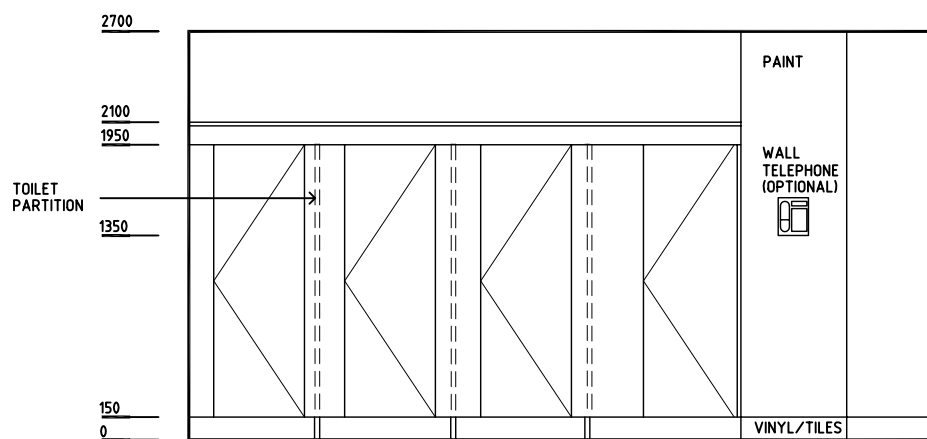 2700
PAINT
2100
1950
WALL
TELEPHONE
(OPTIONAL)
TOILET
PARTITION
1350
150
VINYL/TILES
0